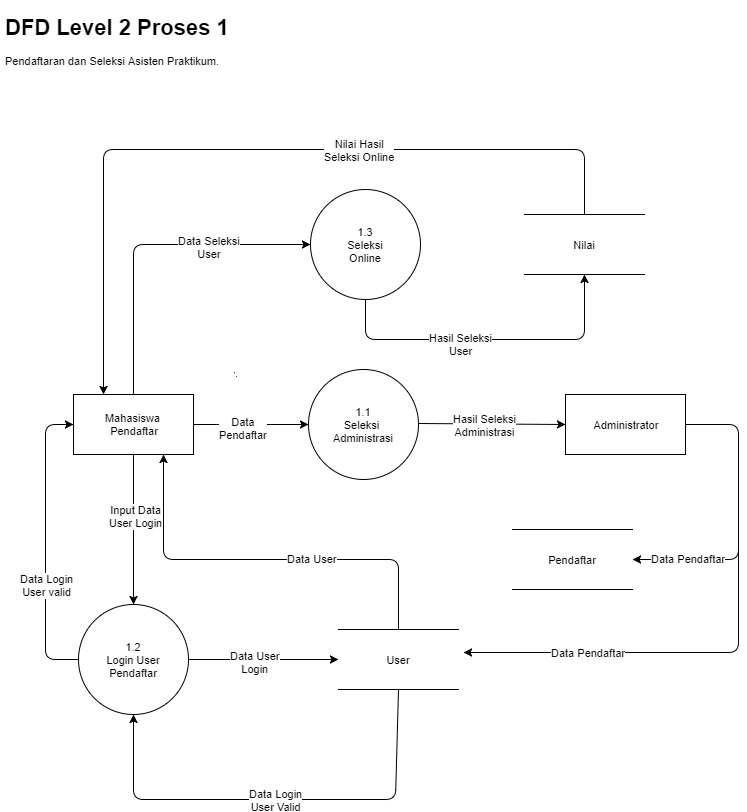 DFD Level 2 Proses 1
Pendaftaran dan Seleksi Asisten Praktikum.
Nilai Hasil
Seleksi Online
Data Seleksi
User
1.3
Seleksi
Online
Nilai
Hasil Seleksi
User
Mahasiswa
Pendaftar
Data
Pendaftar
1.1
Seleksi
Administrasi
Hasil Seleksi
Administrasi
Administrator
Input Data
User Login
Data User
Pendaftar
Data Pendaftar
Data Login
User valid
1.2
Login User
Pendaftar
Data User
Login
User
Data Pendaftar
Data Login
User Valid